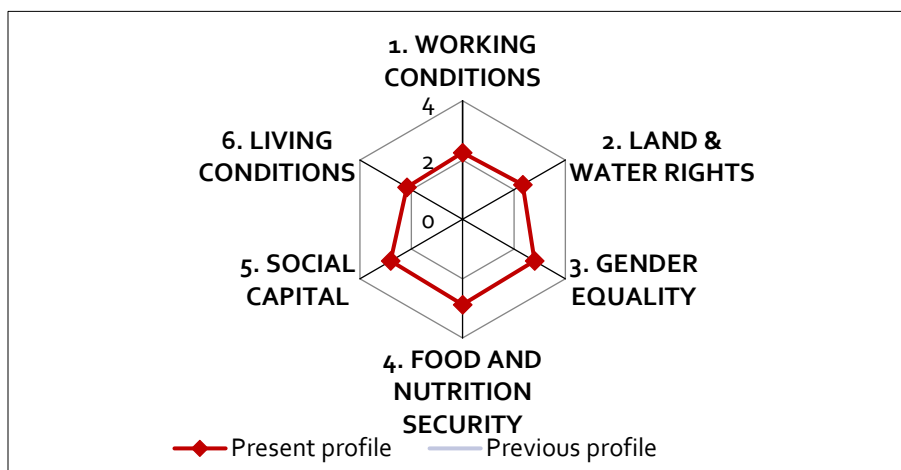 1. WORKING
CONDITIONS
4
6. LIVING
CONDITIONS
2. LAND &
WATER RIGHTS
2
0
5. SOCIAL
CAPITAL
3. GENDER
EQUALITY
4. FOOD AND
NUTRITION
SECURITY
Present profile
Previous profile